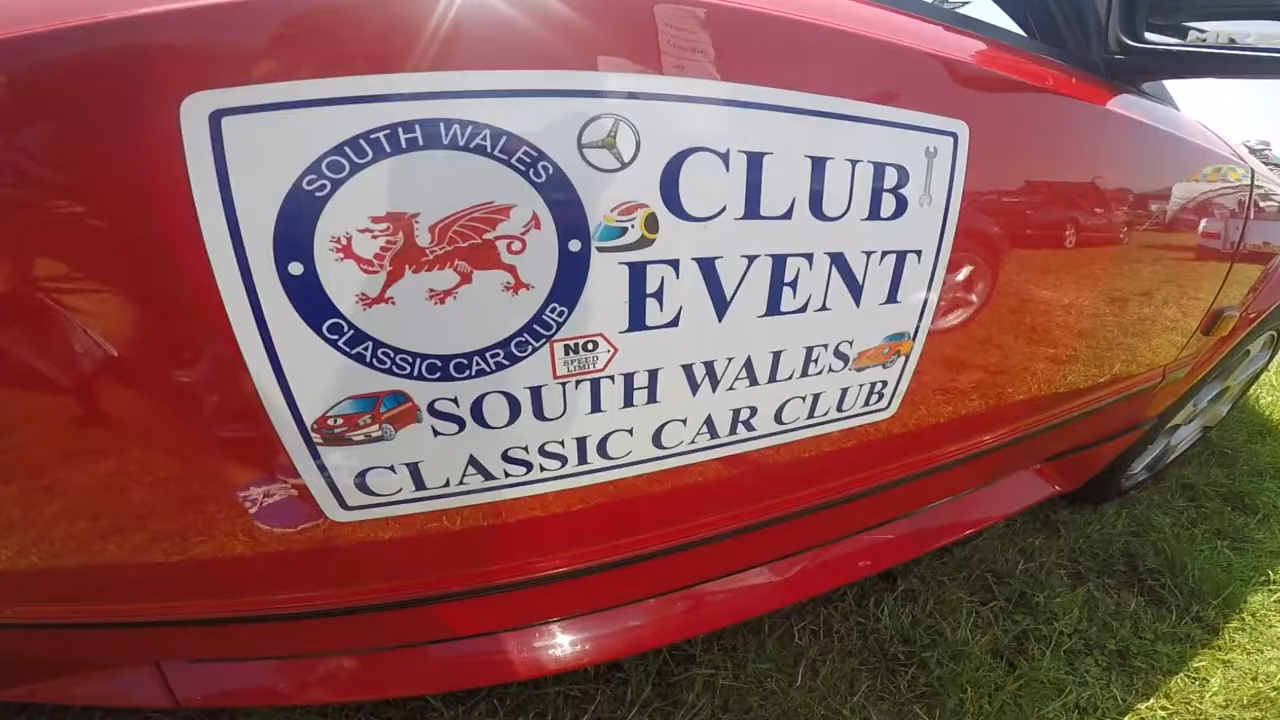 SOUTH WALES
CLASSIC CAR CLUB
CLUB
EVENT
NO
SPEED
LIMIT
SOUTH WALES
CLASSIC CAR CLUB